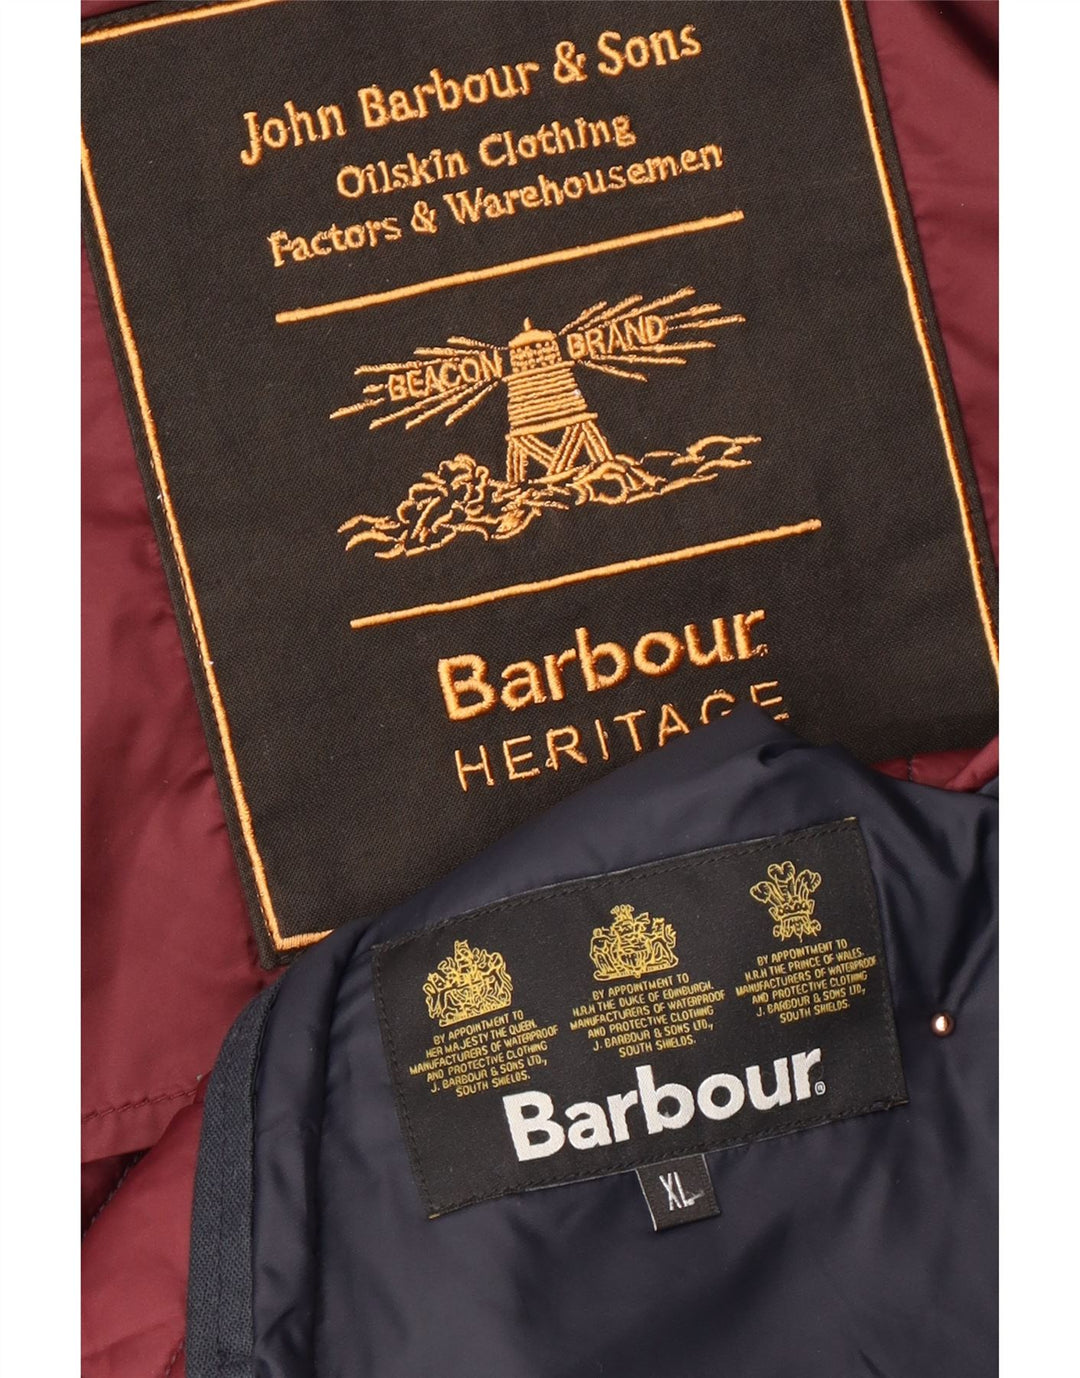 John Barbour & Sons
Oilskin Clothing
Factors & Warehousemen
BEACON BRAND
Barbour
HERITAGE
BY APPOINTMENT TO
HER MAJESTY THE QUEEN.
MANUFACTURERS OF WATERPROOF
AND PROTECTIVE CLOTHING
J. BARBOUR & SONS LTD.,
SOUTH SHIELDS.
BY APPOINTMENT TO
H.R.H THE DUKE OF EDINBURGH.
MANUFACTURERS OF WATERPROOF
AND PROTECTIVE CLOTHING
J. BARBOUR & SONS LTD.,
SOUTH SHIELDS.
BY APPOINTMENT TO
H.R.H THE PRINCE OF WALES.
MANUFACTURERS OF WATERPROOF
AND PROTECTIVE CLOTHING
J. BARBOUR & SONS LTD,
SOUTH SHIELDS.
Barbour®
XL